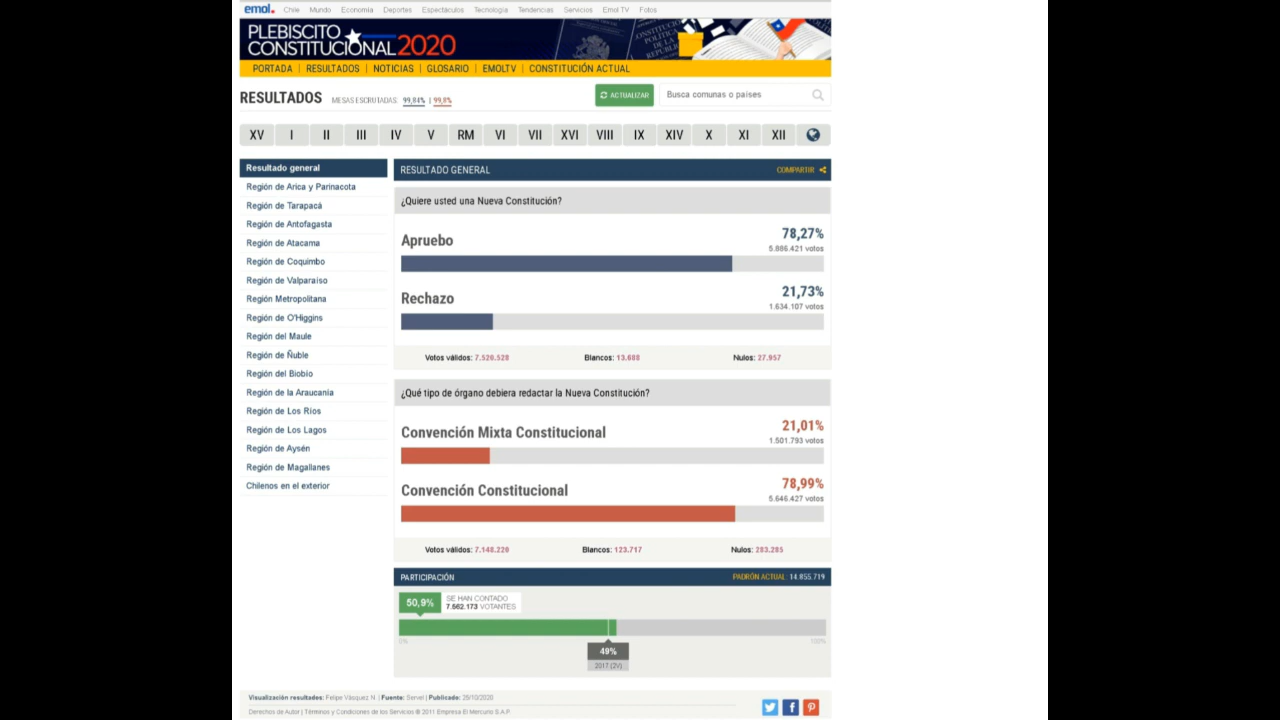 emol.
Chile Mundo Economía Deportes Espectáculos Tecnología Tendencias Servicios Emol TV Fotos
PLEBISCITO
CONSTITUCIONAL 2020
PORTADA | RESULTADOS | NOTICIAS | GLOSARIO | EMOLTV | CONSTITUCIÓN ACTUAL
RESULTADOS MESAS ESCRUTADAS: 99,84% | 99,8%
ACTUALIZAR
Busca comunas o países
XV I II III IV V RM VI VII XVI VIII IX XIV X XI XII
Resultado general
Región de Arica y Parinacota
Región de Tarapacá
Región de Antofagasta
Región de Atacama
Región de Coquimbo
Región de Valparaíso
Región Metropolitana
Región de O'Higgins
Región del Maule
Región de Ñuble
Región del Biobío
Región de la Araucanía
Región de Los Ríos
Región de Los Lagos
Región de Aysén
Región de Magallanes
Chilenos en el exterior
RESULTADO GENERAL COMPARTIR
¿Quiere usted una Nueva Constitución?
Apruebo 78,27%
5.886.421 votos
Rechazo 21,73%
1.634.107 votos
Votos válidos: 7.520.528 Blancos: 13.688 Nulos: 27.957
¿Qué tipo de órgano debiera redactar la Nueva Constitución?
Convención Mixta Constitucional 21,01%
1.501.793 votos
Convención Constitucional 78,99%
5.646.427 votos
Votos válidos: 7.148.220 Blancos: 123.717 Nulos: 283.285
PARTICIPACIÓN PADRÓN ACTUAL: 14.855.719
50,9% SE HAN CONTADO
7.562.173 VOTANTES
0% 100%
49%
2017 (2V)
Visualización resultados: Felipe Vásquez N. | Fuente: Servel | Publicado: 25/10/2020
Derechos de Autor | Términos y Condiciones de los Servicios ® 2011 Empresa El Mercurio S.A.P.